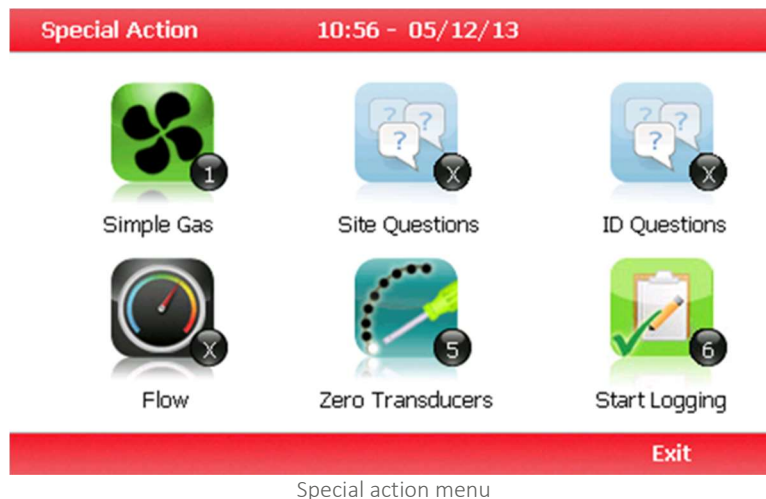 Special Action 10:56 - 05/12/13
? ? ? ? ? ?
1 X X
Simple Gas Site Questions ID Questions
X 5 6
Flow Zero Transducers Start Logging
Exit
Special action menu